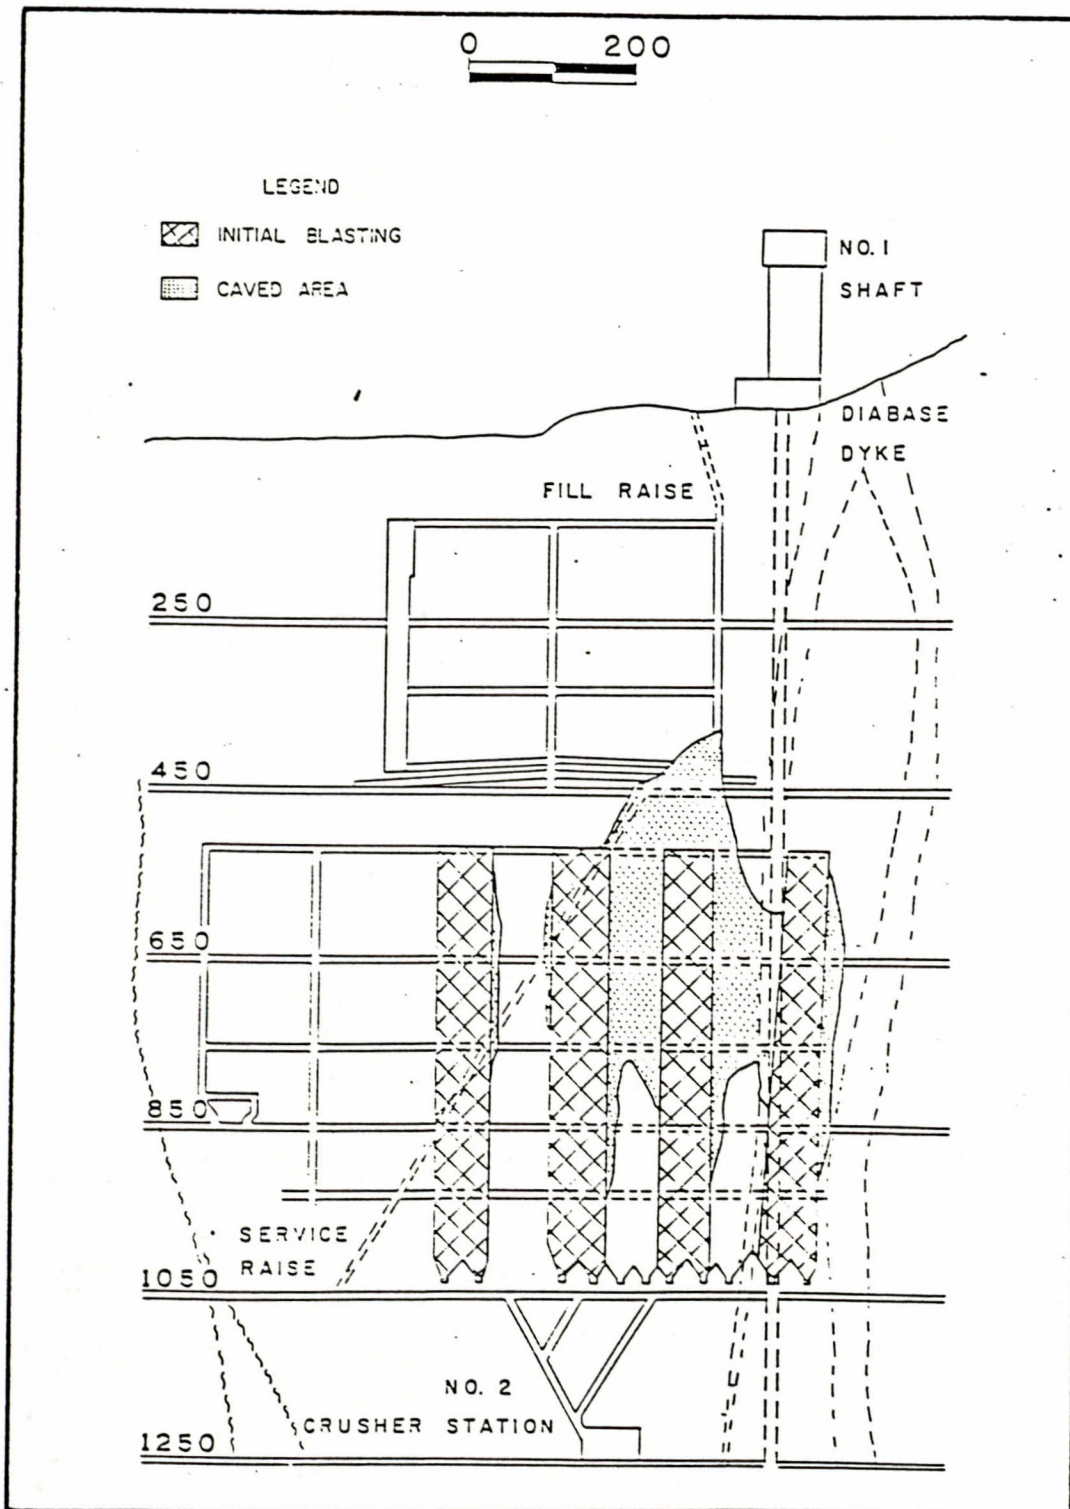 0 200
LEGEND
INITIAL BLASTING
CAVED AREA
NO. 1
SHAFT
DIABASE
DYKE
FILL RAISE
250
450
650
850
SERVICE
RAISE
1050
NO. 2
CRUSHER STATION
1250